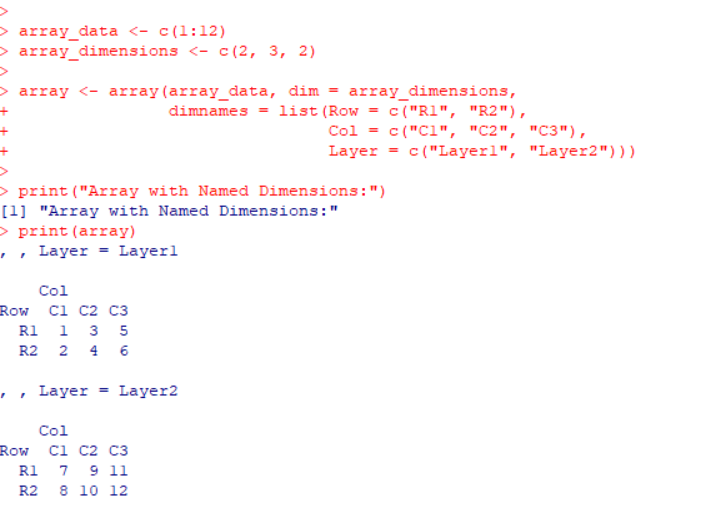 >
> array_data <- c(1:12)
> array_dimensions <- c(2, 3, 2)
>
> array <- array(array_data, dim = array_dimensions,
+                dimnames = list(Row = c("R1", "R2"),
+                                Col = c("C1", "C2", "C3"),
+                                Layer = c("Layer1", "Layer2")))
>
> print("Array with Named Dimensions:")
[1] "Array with Named Dimensions:"
> print(array)
, , Layer = Layer1

    Col
Row  C1 C2 C3
  R1  1  3  5
  R2  2  4  6

, , Layer = Layer2

    Col
Row  C1 C2 C3
  R1  7  9 11
  R2  8 10 12